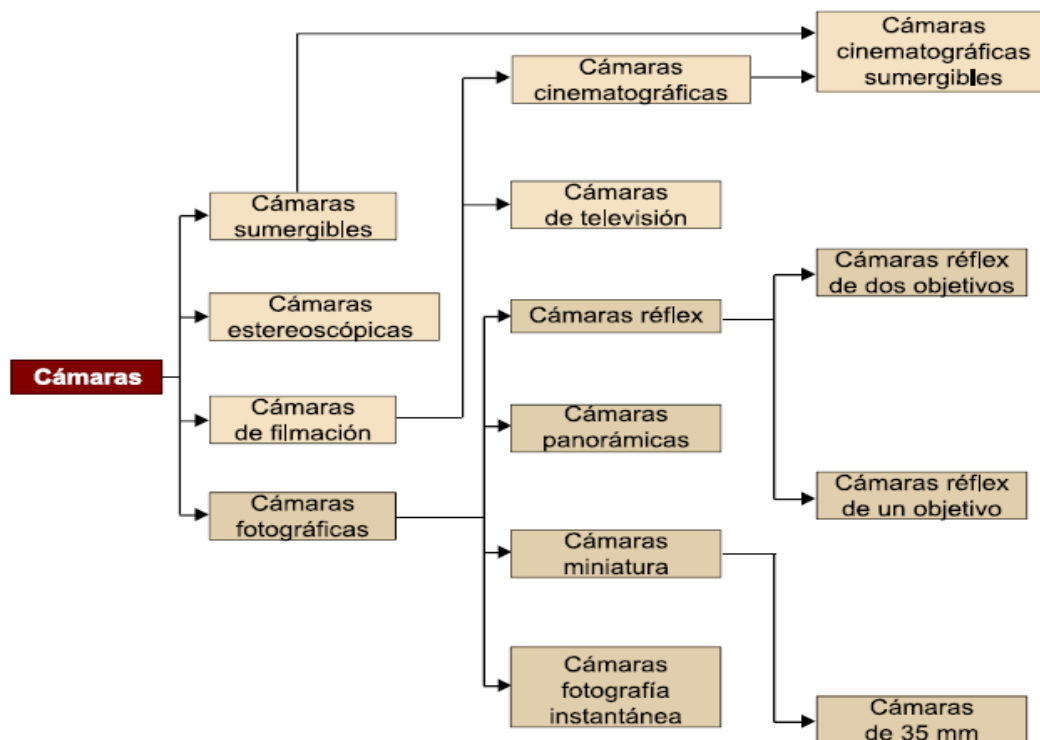 Cámaras
cinematográficas
sumergibles
Cámaras
cinematográficas
Cámaras
sumergibles
Cámaras
de televisión
Cámaras réflex
de dos objetivos
Cámaras
estereoscópicas
Cámaras réflex
Cámaras
Cámaras
de filmación
Cámaras
panorámicas
Cámaras réflex
de un objetivo
Cámaras
fotográficas
Cámaras
miniatura
Cámaras
fotografía
instantánea
Cámaras
de 35 mm